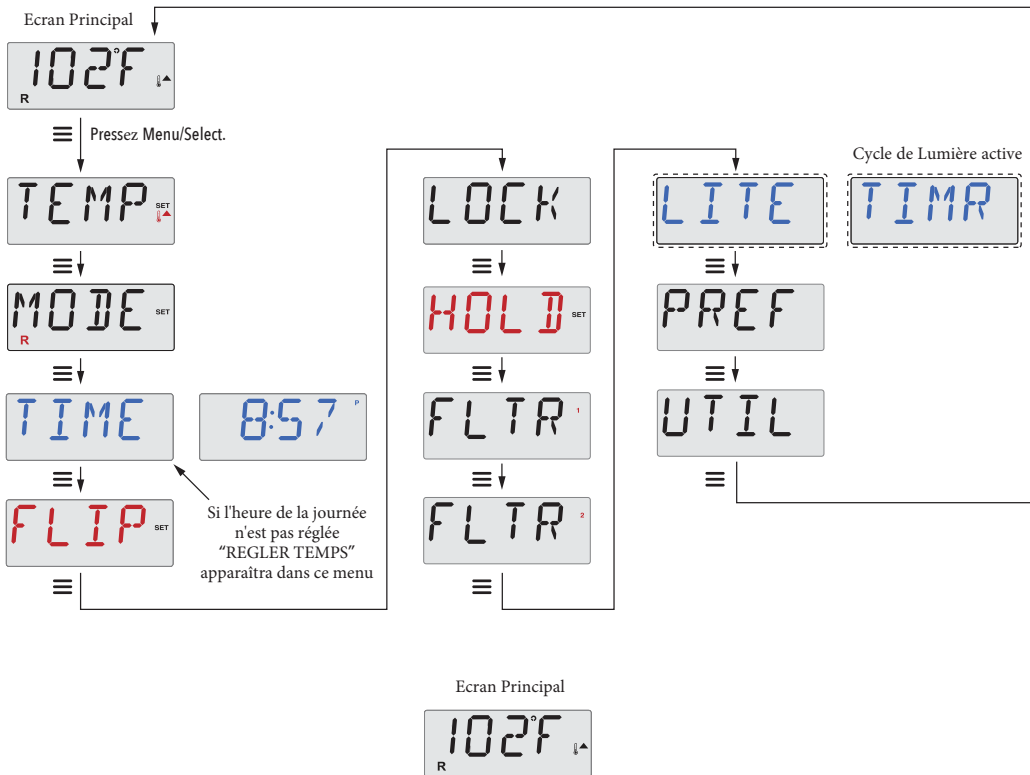 Ecran Principal
102°F
R
Pressez Menu/Select.
TEMP SET
MODE SET
R
TIME
8:57 P
FLIP SET
Si l'heure de la journée
n'est pas réglée
“REGLER TEMPS”
apparaîtra dans ce menu
LOCK
HOLD SET
FLTR 1
FLTR 2
LITE
Cycle de Lumière active
TIMR
PREF
UTIL
Ecran Principal
102°F
R